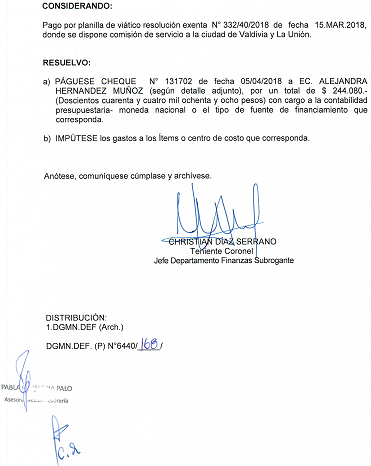 CONSIDERANDO:
Pago por planilla de viático resolución exenta N° 332/40/2018 de fecha 15.MAR.2018,
donde se dispone comisión de servicio a la ciudad de Valdivia y La Unión.
RESUELVO:
a) PÁGUESE CHEQUE N° 131702 de fecha 05/04/2018 a EC. ALEJANDRA
HERNANDEZ MUÑOZ (según detalle adjunto), por un total de $ 244.080.-
(Doscientos cuarenta y cuatro mil ochenta y ocho pesos) con cargo a la contabilidad
presupuestaria- moneda nacional o el tipo de fuente de financiamiento que
corresponda.
b) IMPÚTESE los gastos a los Ítems o centro de costo que corresponda.
Anótese, comuníquese cúmplase y archívese.
CHRISTIAN DÍAZ SERRANO
Teniente Coronel
Jefe Departamento Finanzas Subrogante
DISTRIBUCIÓN:
1.DGMN.DEF (Arch.)
DGMN.DEF. (P) N°6440/168/
PALO